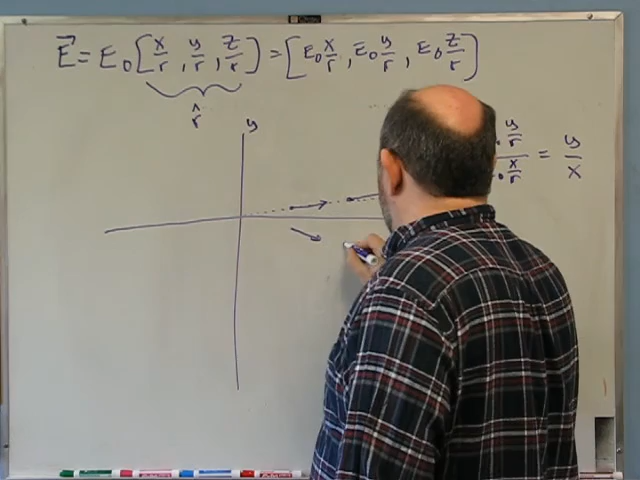 E⃗ = E₀[x/r, y/r, z/r] = [E₀ x/r, E₀ y/r, E₀ z/r]
r̂
y
y/r
x/r = y/x